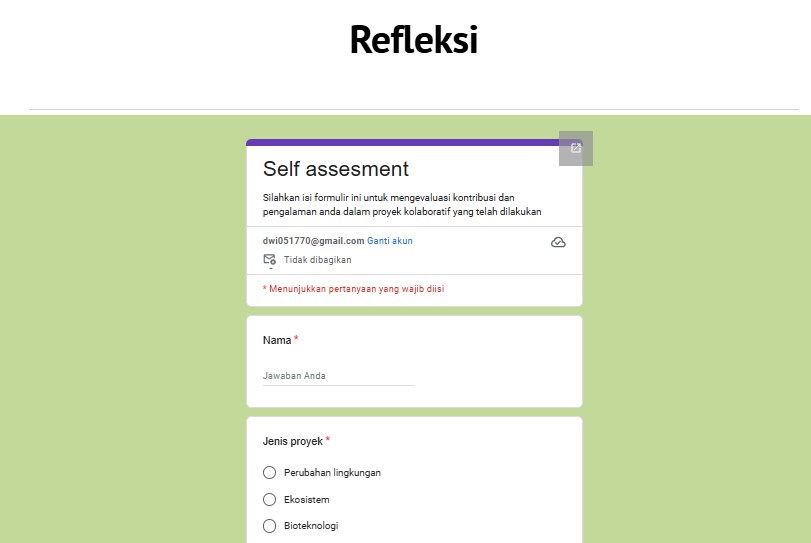 Refleksi
Self assesment
Silahkan isi formulir ini untuk mengevaluasi kontribusi dan
pengalaman anda dalam proyek kolaboratif yang telah dilakukan
dwi051770@gmail.com Ganti akun
Tidak dibagikan
* Menunjukkan pertanyaan yang wajib diisi
Nama *
Jawaban Anda
Jenis proyek *
Perubahan lingkungan
Ekosistem
Bioteknologi